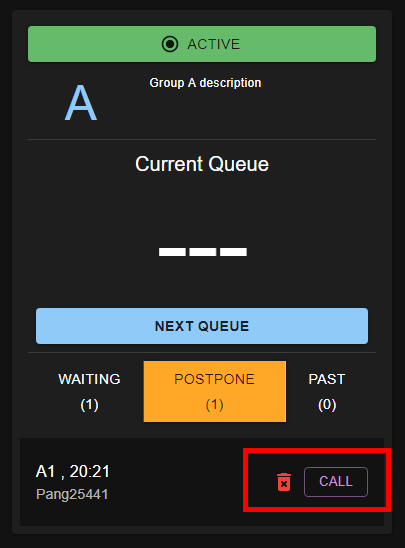 ACTIVE
A
Group A description
Current Queue
---
NEXT QUEUE
WAITING
(1)
POSTPONE
(1)
PAST
(0)
A1 , 20:21
Pang25441
CALL